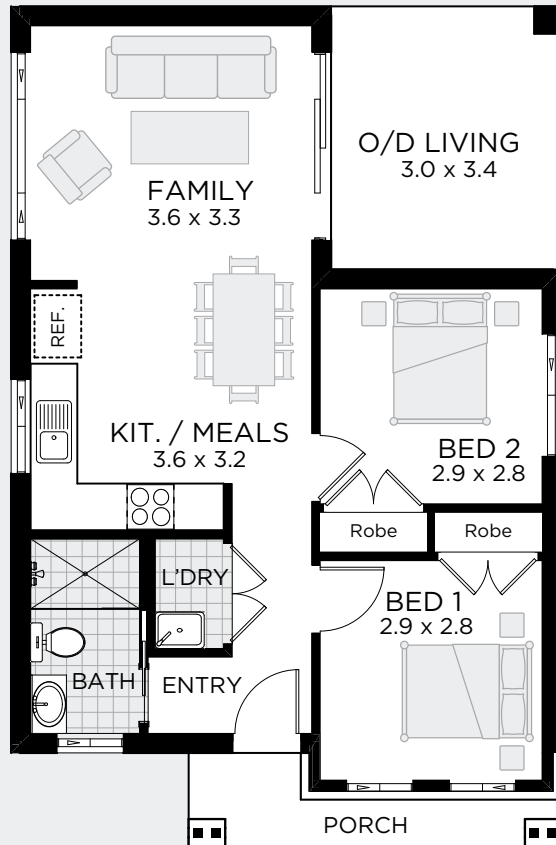 O/D LIVING
3.0 x 3.4
FAMILY
3.6 x 3.3
REF.
KIT. / MEALS
3.6 x 3.2
BED 2
2.9 x 2.8
Robe
Robe
L'DRY
BED 1
2.9 x 2.8
BATH
ENTRY
PORCH